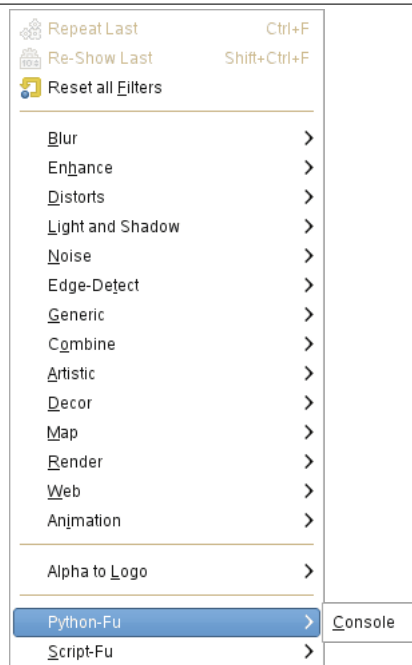 Repeat Last Ctrl+F
Re-Show Last Shift+Ctrl+F
Reset all Filters
Blur
Enhance
Distorts
Light and Shadow
Noise
Edge-Detect
Generic
Combine
Artistic
Decor
Map
Render
Web
Animation
Alpha to Logo
Python-Fu Console
Script-Fu